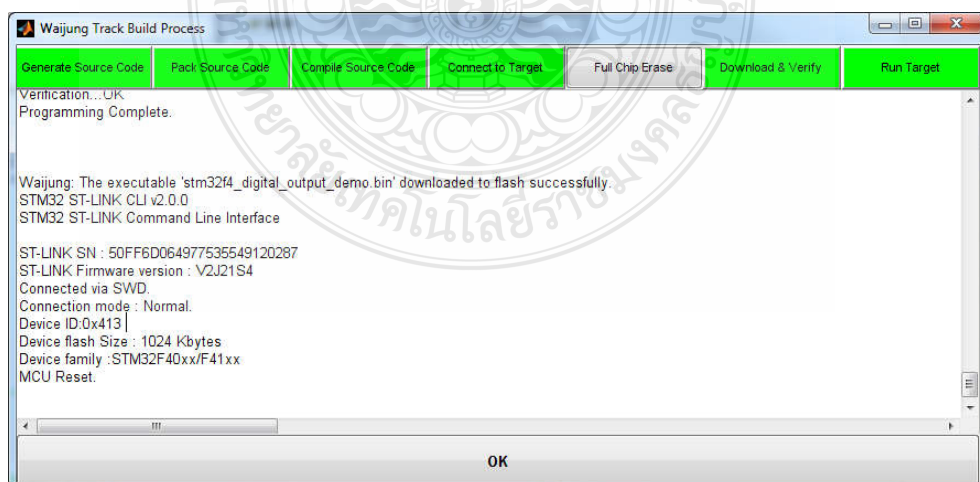 Waijung Track Build Process
Generate Source Code
Pack Source Code
Compile Source Code
Connect to Target
Full Chip Erase
Download & Verify
Run Target
Verification...OK
Programming Complete.
Waijung: The executable 'stm32f4_digital_output_demo.bin' downloaded to flash successfully.
STM32 ST-LINK CLI v2.0.0
STM32 ST-LINK Command Line Interface
ST-LINK SN : 50FF6D064977535549120287
ST-LINK Firmware version : V2J21S4
Connected via SWD.
Connection mode : Normal.
Device ID:0x413
Device flash Size : 1024 Kbytes
Device family :STM32F40xx/F41xx
MCU Reset.
OK